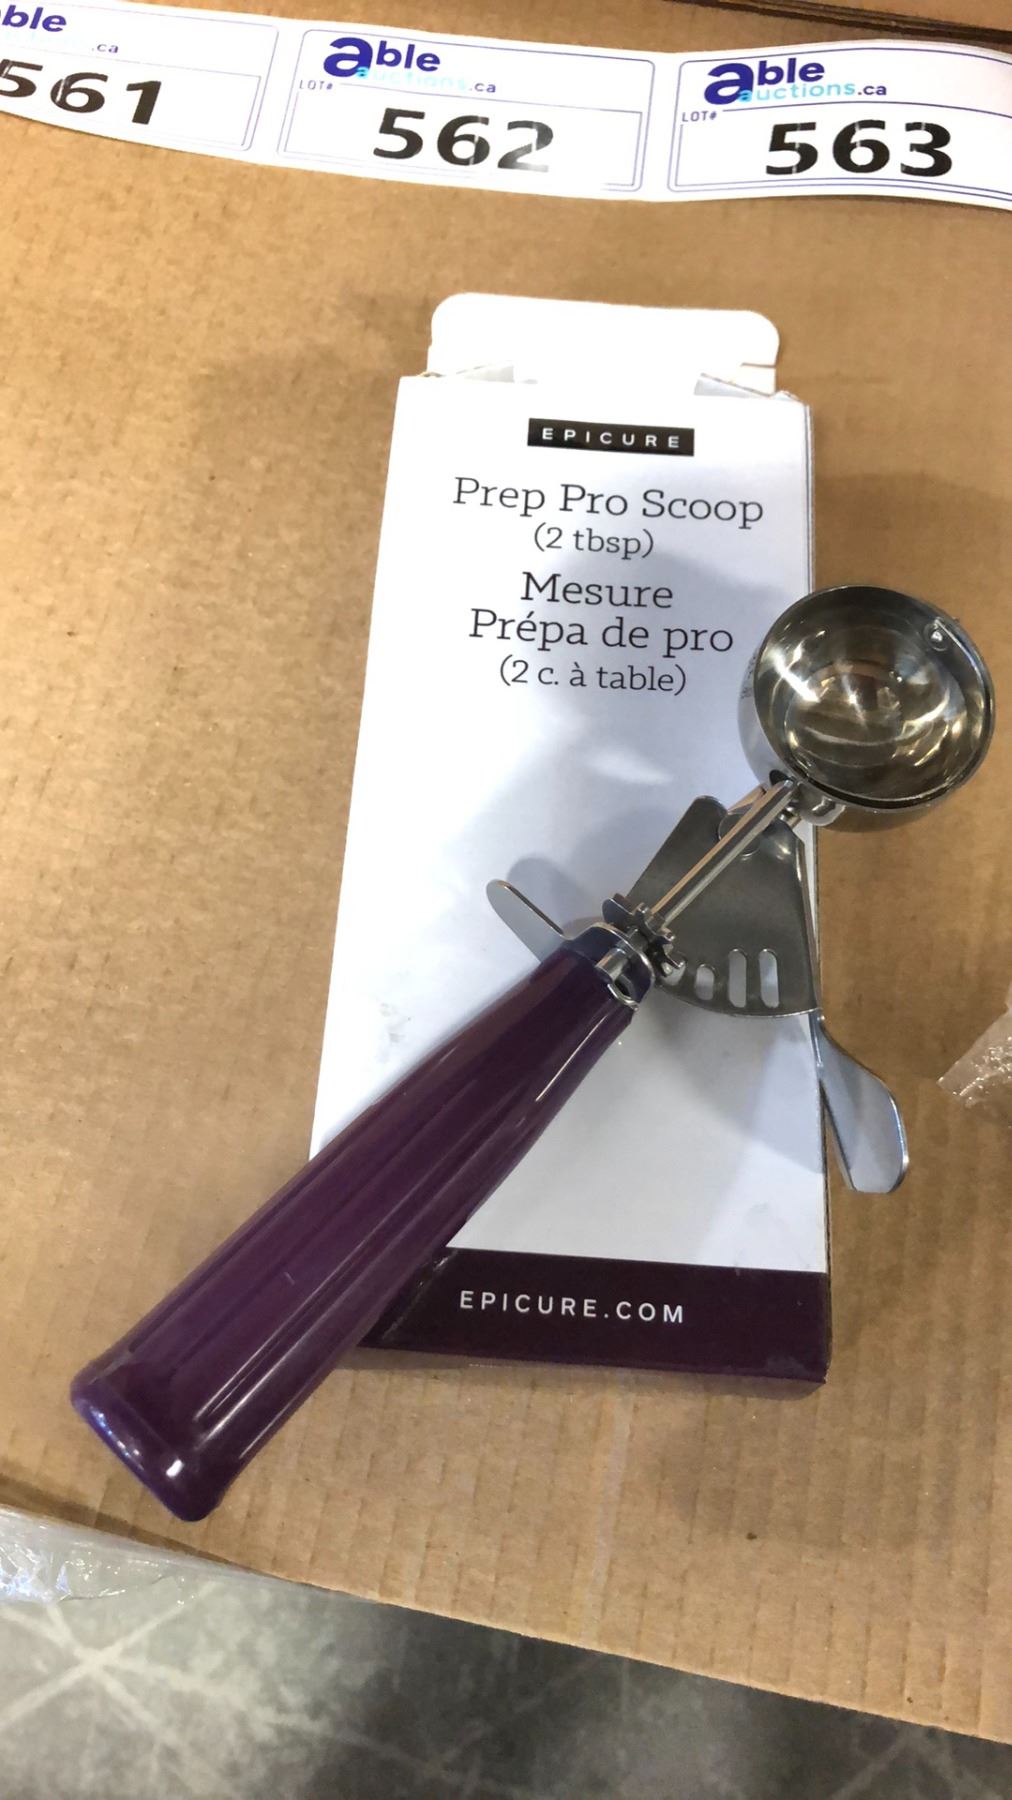 able
.ca
561
able
auctions.ca
LOT#
562
able
auctions.ca
LOT#
563
EPICURE
Prep Pro Scoop
(2 tbsp)
Mesure
Prépa de pro
(2 c. à table)
EPICURE.COM